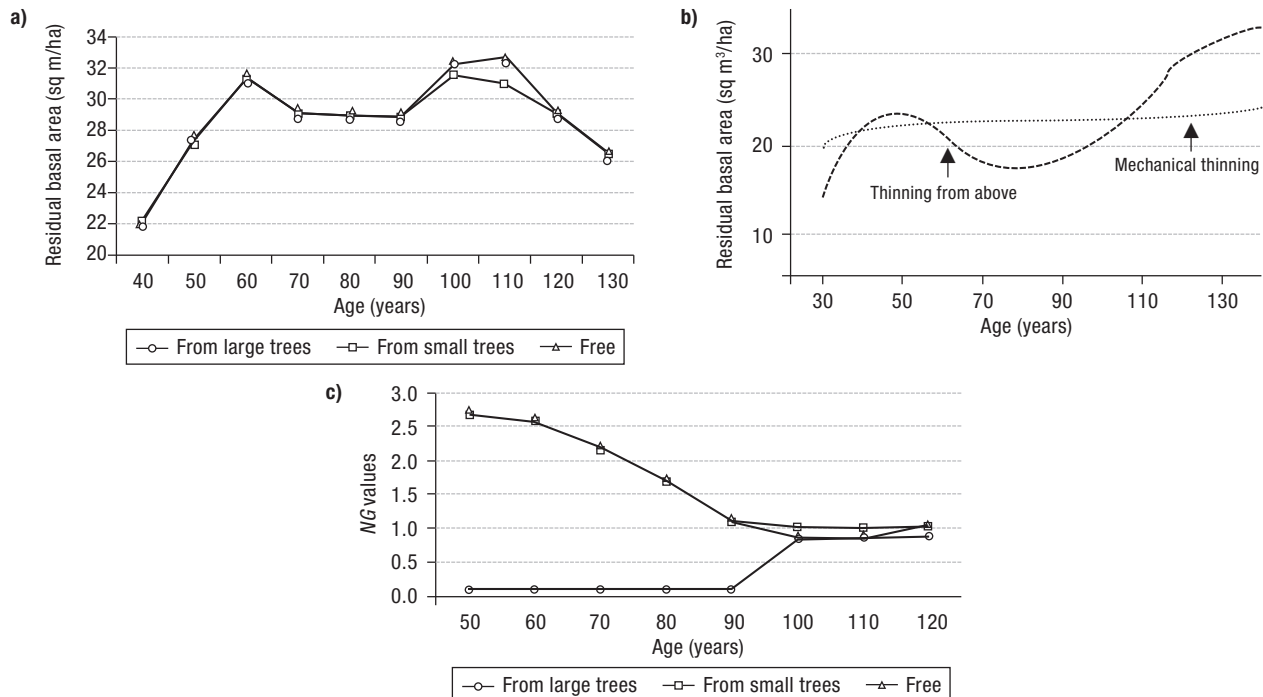 a)
Residual basal area (sq m/ha)
34
32
30
28
26
24
22
20
40 50 60 70 80 90 100 110 120 130
Age (years)
From large trees From small trees Free
b)
Residual basal area (sq m³/ha)
30
20
10
Thinning from above
Mechanical thinning
30 50 70 90 110 130
Age (years)
c)
NG values
3.0
2.5
2.0
1.5
1.0
0.5
0.0
50 60 70 80 90 100 110 120
Age (years)
From large trees From small trees Free